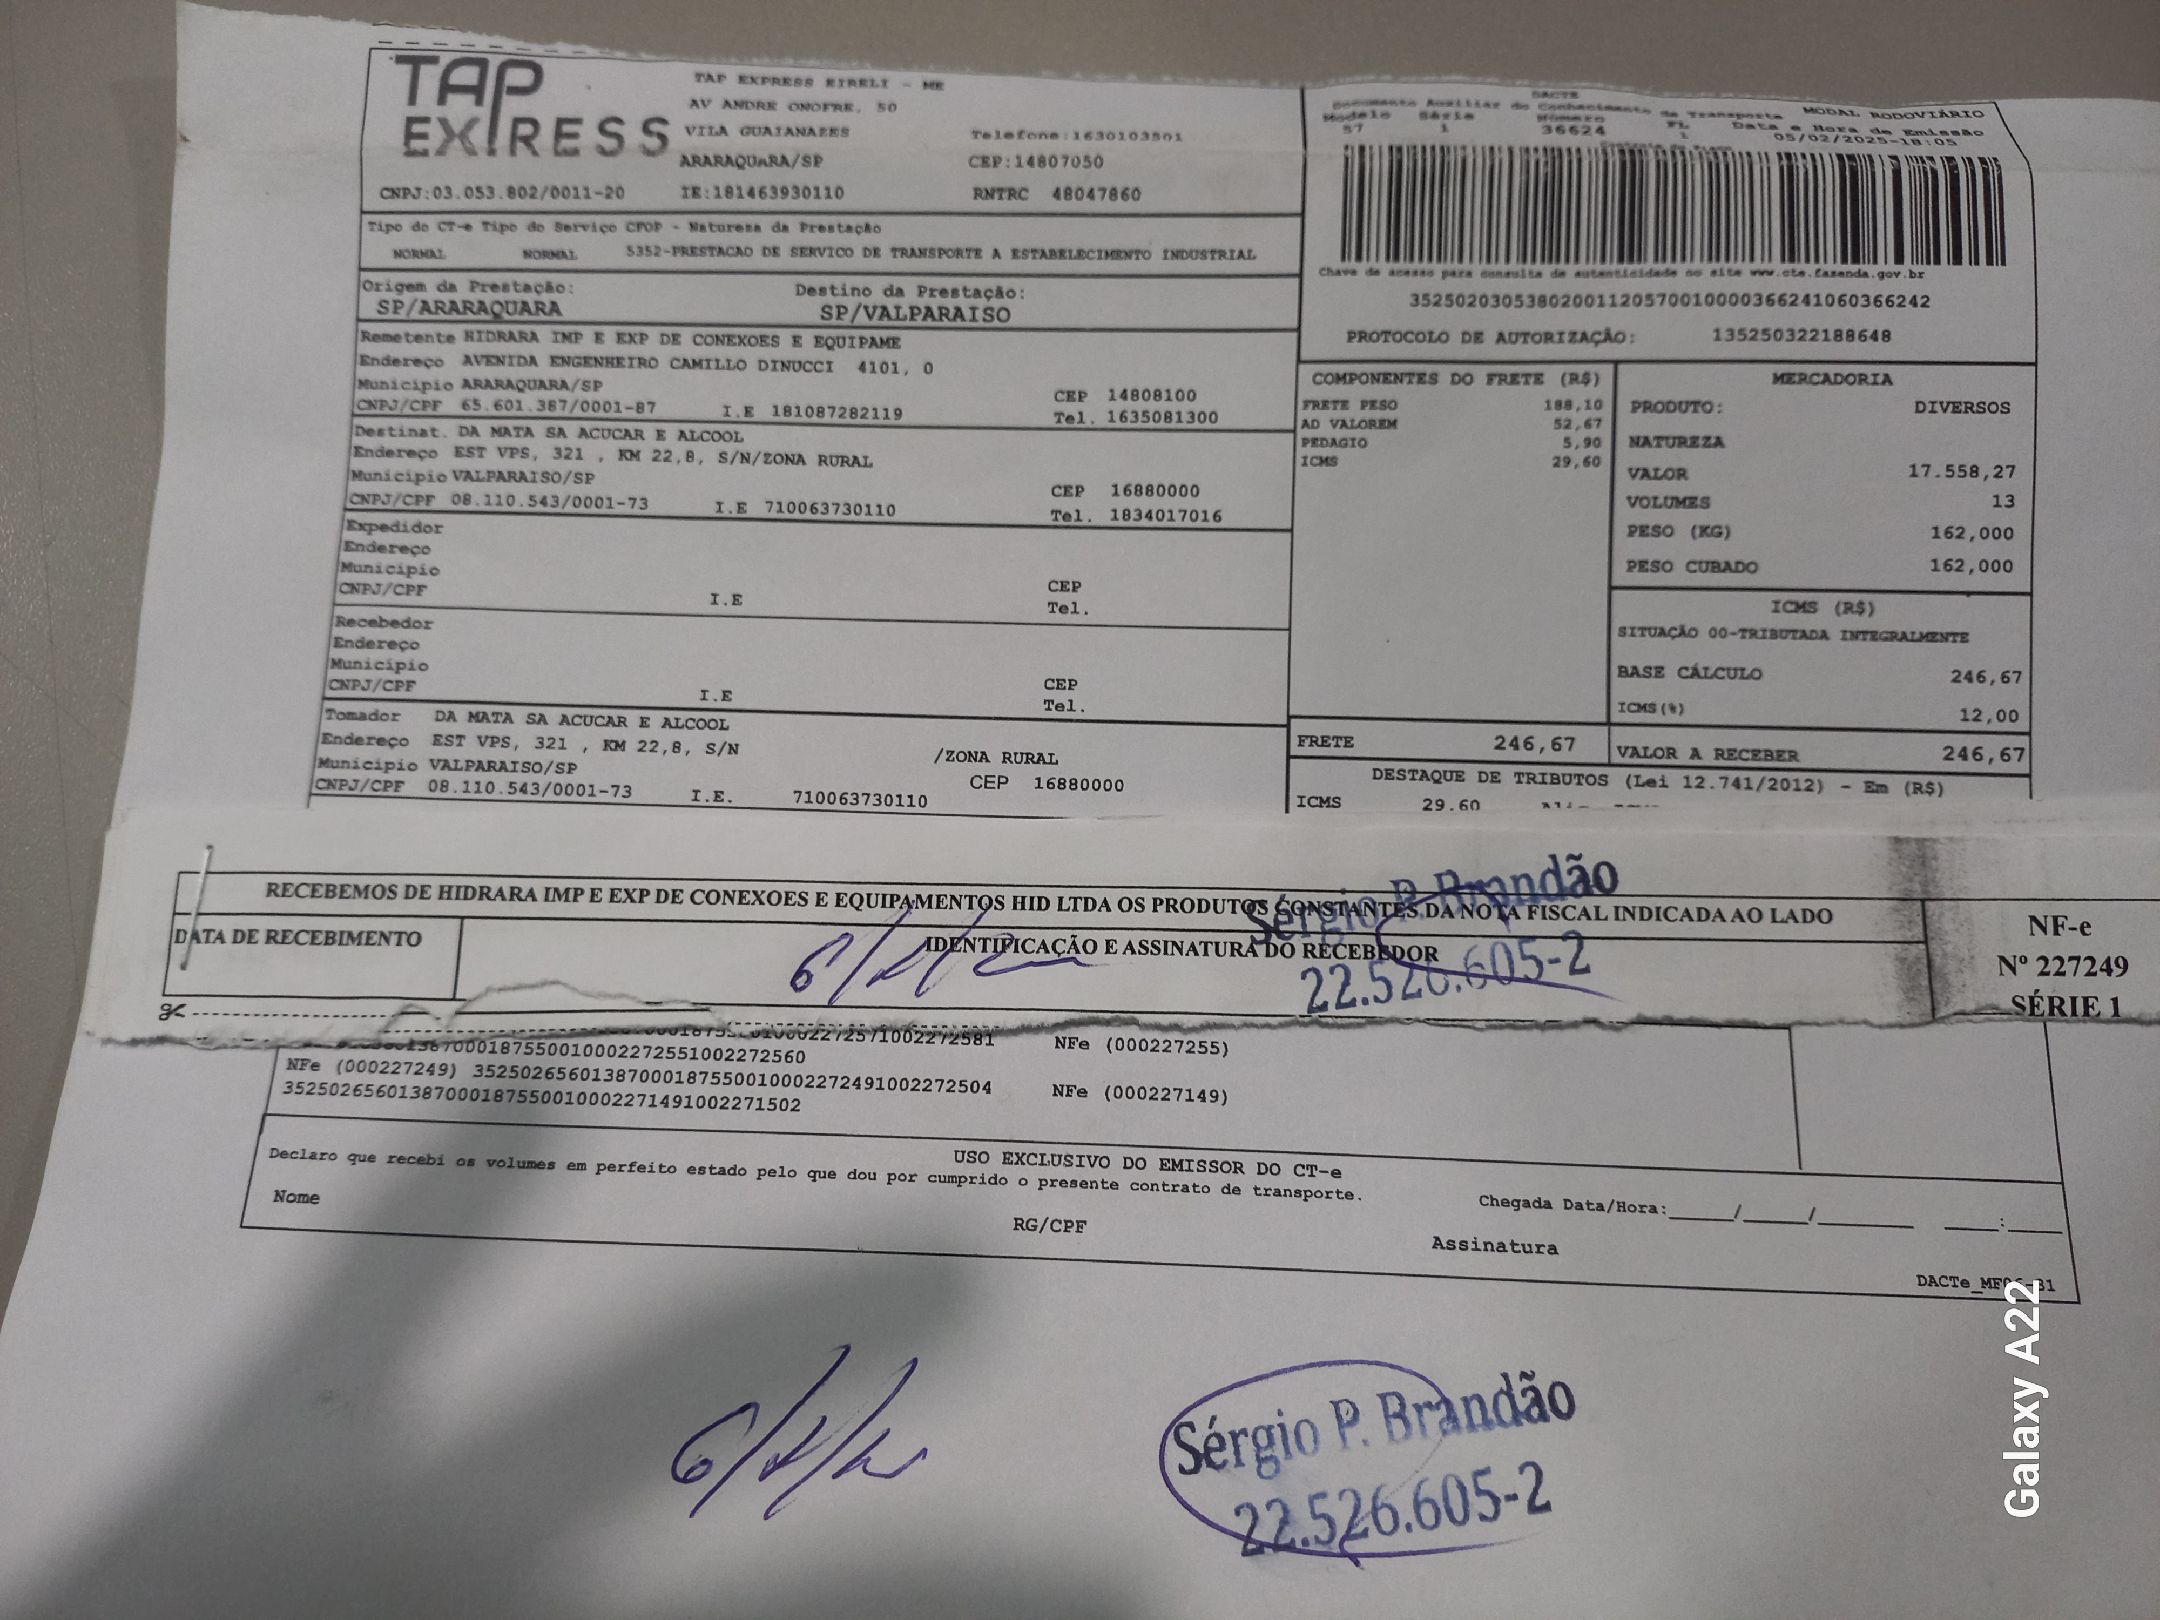 TAP EXPRESS
TAP EXPRESS EIRELI - ME
AV ANDRE ONOFRE, 50
VILA GUAIANAZES Telefone:1630103501
ARARAQUARA/SP CEP:14807050
CNPJ:03.053.802/0011-20 IE:181463930110 RNTRC 48047860
DACTE
Documento Auxiliar do Conhecimento de Transporte MODAL RODOVIÁRIO
Modelo Série Número FL Data e Hora de Emissão
57 1 36624 1 05/02/2025-18:05
Chave de acesso para consulta de autenticidade no site www.cte.fazenda.gov.br
35250203053802001120570010000366241060366242
PROTOCOLO DE AUTORIZAÇÃO: 135250322188648
Tipo do CT-e Tipo do Serviço CFOP - Natureza da Prestação
NORMAL NORMAL 5352-PRESTACAO DE SERVICO DE TRANSPORTE A ESTABELECIMENTO INDUSTRIAL
Origem da Prestação: Destino da Prestação:
SP/ARARAQUARA SP/VALPARAISO
Remetente HIDRARA IMP E EXP DE CONEXOES E EQUIPAME
Endereço AVENIDA ENGENHEIRO CAMILLO DINUCCI 4101, 0
Município ARARAQUARA/SP CEP 14808100
CNPJ/CPF 65.601.387/0001-87 I.E 181087282119 Tel. 1635081300
Destinat. DA MATA SA ACUCAR E ALCOOL
Endereço EST VPS, 321 , KM 22,8, S/N/ZONA RURAL
Município VALPARAISO/SP CEP 16880000
CNPJ/CPF 08.110.543/0001-73 I.E 710063730110 Tel. 1834017016
Expedidor
Endereço
Município
CNPJ/CPF I.E CEP
Tel.
Recebedor
Endereço
Município
CNPJ/CPF I.E CEP
Tel.
Tomador DA MATA SA ACUCAR E ALCOOL
Endereço EST VPS, 321 , KM 22,8, S/N /ZONA RURAL
Município VALPARAISO/SP CEP 16880000
CNPJ/CPF 08.110.543/0001-73 I.E. 710063730110
COMPONENTES DO FRETE (R$)
FRETE PESO 188,10
AD VALOREM 52,67
PEDAGIO 5,90
ICMS 29,60
FRETE 246,67
MERCADORIA
PRODUTO: DIVERSOS
NATUREZA
VALOR 17.558,27
VOLUMES 13
PESO (KG) 162,000
PESO CUBADO 162,000
ICMS (R$)
SITUAÇÃO 00-TRIBUTADA INTEGRALMENTE
BASE CÁLCULO 246,67
ICMS(%) 12,00
VALOR A RECEBER 246,67
DESTAQUE DE TRIBUTOS (Lei 12.741/2012) - Em (R$)
ICMS 29.60
RECEBEMOS DE HIDRARA IMP E EXP DE CONEXOES E EQUIPAMENTOS HID LTDA OS PRODUTOS CONSTANTES DA NOTA FISCAL INDICADA AO LADO
DATA DE RECEBIMENTO IDENTIFICAÇÃO E ASSINATURA DO RECEBEDOR
Sérgio P. Brandão
22.526.605-2
NF-e
Nº 227249
SÉRIE 1
NFe (000227255)
35250265601387000187550010002272551002272560
NFe (000227249) 35250265601387000187550010002272491002272504 NFe (000227149)
35250265601387000187550010002271491002271502
USO EXCLUSIVO DO EMISSOR DO CT-e
Declaro que recebi os volumes em perfeito estado pelo que dou por cumprido o presente contrato de transporte.
Nome RG/CPF Assinatura Chegada Data/Hora:____/____/______ ___:___
Sérgio P. Brandão
22.526.605-2
Galaxy A22